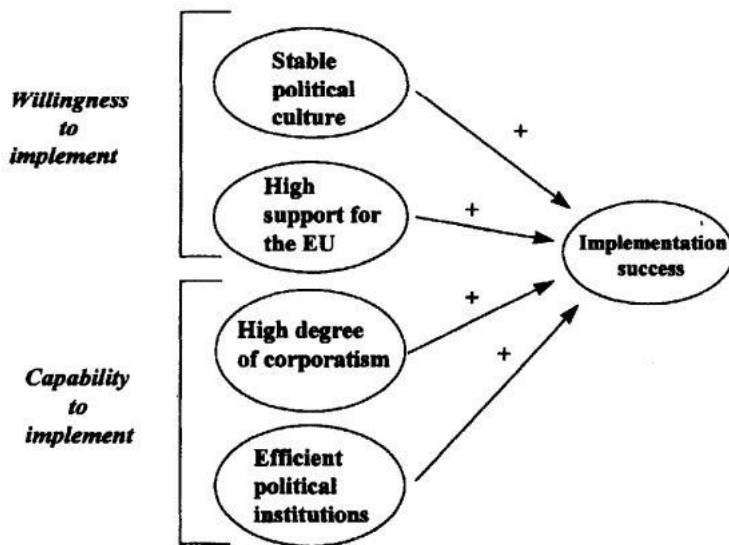 Willingness
to
implement
Stable
political
culture
+
High
support for
the EU
+
Implementation
success
Capability
to
implement
High degree
of corporatism
+
Efficient
political
institutions
+